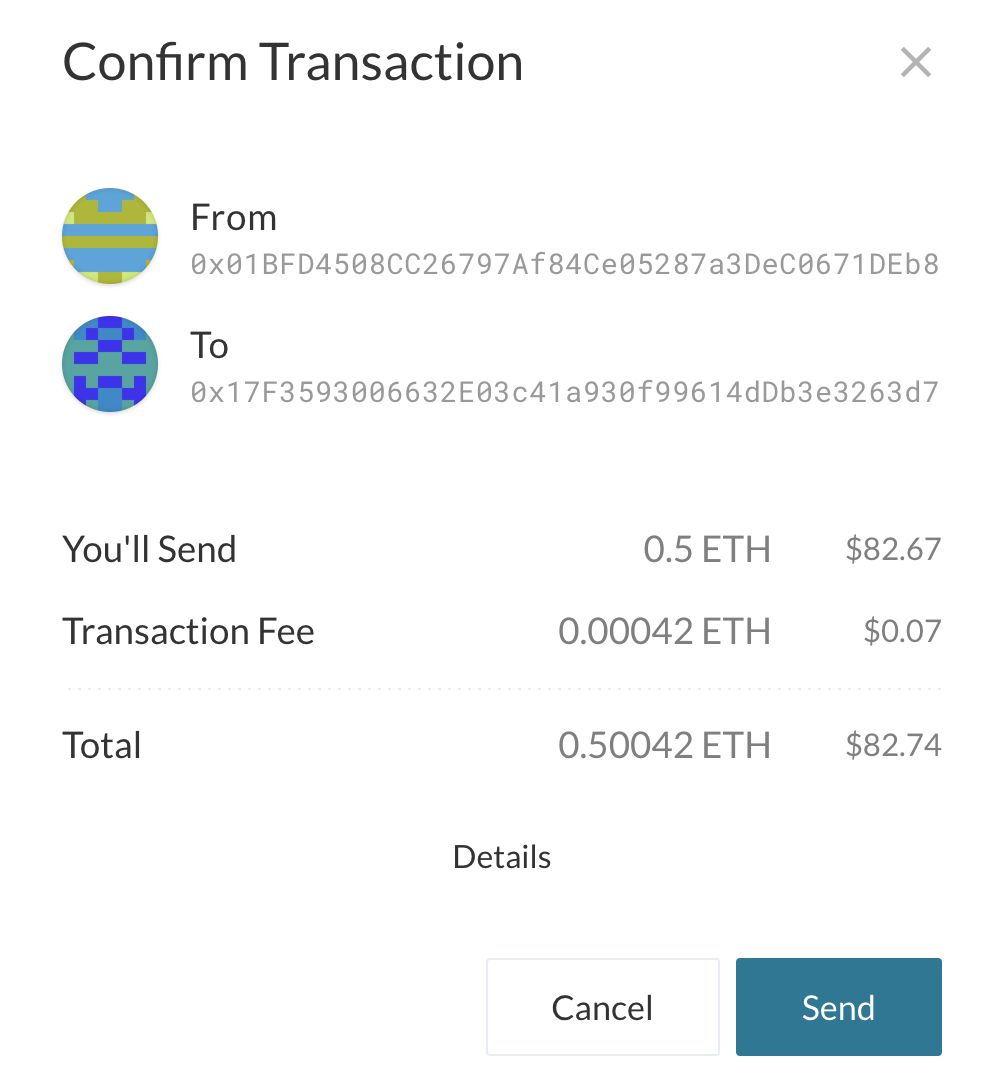 Confirm Transaction
From
0x01BFD4508CC26797Af84Ce05287a3DeC0671DEb8
To
0x17F3593006632E03c41a930f99614dDb3e3263d7
You'll Send 0.5 ETH $82.67
Transaction Fee 0.00042 ETH $0.07
Total 0.50042 ETH $82.74
Details
Cancel Send